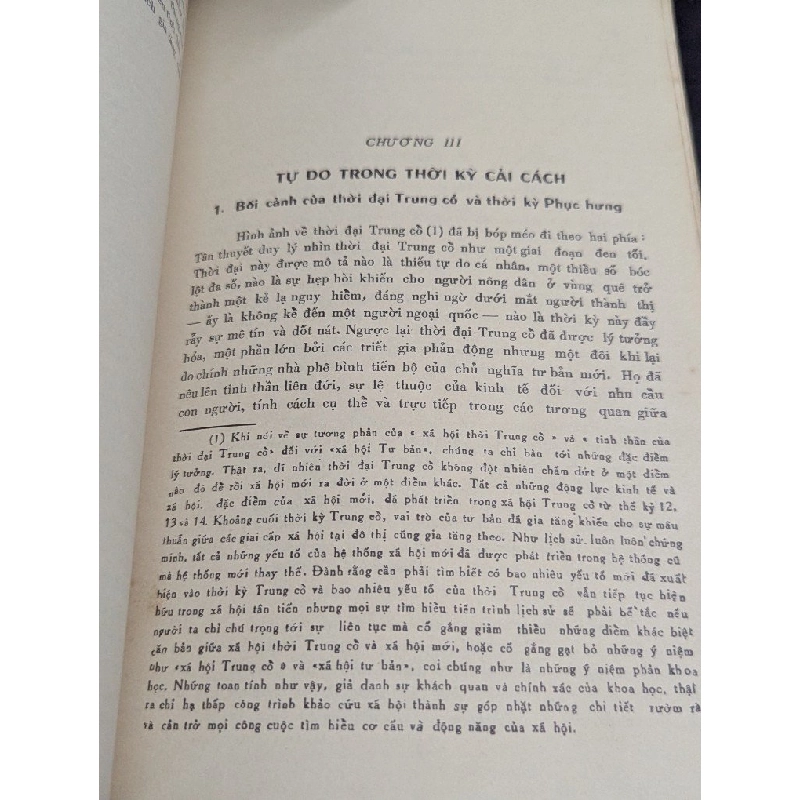 CHƯƠNG III
TỰ DO TRONG THỜI KỲ CẢI CÁCH
1. Bối cảnh của thời đại Trung cổ và thời kỳ Phục hưng
Hình ảnh về thời đại Trung cổ (1) đã bị bóp méo đi theo hai phía :
Tân thuyết duy lý nhìn thời đại Trung cổ như một giai đoạn đen tối.
Thời đại này được mô tả nào là thiếu tự do cá nhân, một thiểu số bóc
lột đa số, nào là sự hẹp hòi khiến cho người nông dân ở vùng quê trở
thành một kẻ lạ nguy hiểm, đáng nghi ngờ dưới mắt người thành thị
— ấy là không kể đến một người ngoại quốc — nào là thời kỳ này đầy
rẫy sự mê tín và dốt nát. Ngược lại thời đại Trung cổ đã được lý tưởng
hóa, một phần lớn bởi các triết gia phản động nhưng một đôi khi lại
do chính những nhà phê bình tiến bộ của chủ nghĩa tư bản mới. Họ đã
nêu lên tinh thần liên đới, sự lệ thuộc của kinh tế đối với nhu cầu
con người, tính cách cụ thể và trực tiếp trong các tương quan giữa
(1) Khi nói về sự tương phản của « xã hội thời Trung cổ » và « tinh thần của
thời đại Trung cổ» đối với «xã hội Tư bản», chúng ta chỉ bàn tới những đặc điểm
lý tưởng. Thật ra, dĩ nhiên thời đại Trung cổ không đột nhiên chấm dứt ở một điểm
nào đó để rồi xã hội mới ra đời ở một điểm khác. Tất cả những động lực kinh tế và
xã hội, đặc điểm của xã hội mới, đã phát triển trong xã hội Trung cổ từ thế kỷ 12,
13 và 14. Khoảng cuối thời kỳ Trung cổ, vai trò của tư bản đã gia tăng khiến cho sự mâu
thuẫn giữa các giai cấp xã hội tại đô thị cũng gia tăng theo. Như lịch sử luôn luôn chứng
minh, tất cả những yếu tố của hệ thống xã hội mới đã được phát triển trong hệ thống cũ
mà hệ thống mới thay thế. Đành rằng cần phải tìm biết có bao nhiêu yếu tố mới đã xuất
hiện vào thời kỳ Trung cổ và bao nhiêu yếu tố của thời Trung cổ vẫn tiếp tục hiện
hữu trong xã hội tân tiến nhưng mọi sự tìm hiểu tiến trình lịch sử sẽ phải bế tắc nếu
người ta chỉ chú trọng tới sự liên tục mà cố gắng giảm thiểu những điểm khác biệt
căn bản giữa xã hội thời Trung cổ và xã hội mới, hoặc cố gắng gạt bỏ những ý niệm
như «xã hội Trung cổ» và «xã hội tư bản», coi chúng như là những ý niệm phản khoa
học. Những toan tính như vậy, giả danh sự khách quan và chính xác của khoa học, thật
ra chỉ hạ thấp công trình khảo cứu xã hội thành sự góp nhặt những chi tiết rườm rà
và cản trở mọi công cuộc tìm hiểu cơ cấu và động năng của xã hội.